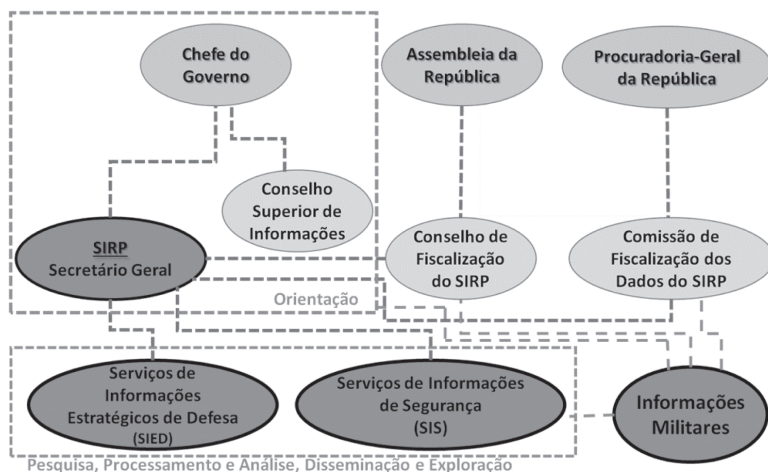 Chefe do
Governo
Assembleia da
República
Procuradoria-Geral
da República
Conselho
Superior de
Informações
SIRP
Secretário Geral
Conselho de
Fiscalização
do SIRP
Comissão de
Fiscalização dos
Dados do SIRP
Orientação
Serviços de
Informações
Estratégicos de Defesa
(SIED)
Serviços de Informações
de Segurança
(SIS)
Informações
Militares
Pesquisa, Processamento e Análise, Disseminação e Exploração